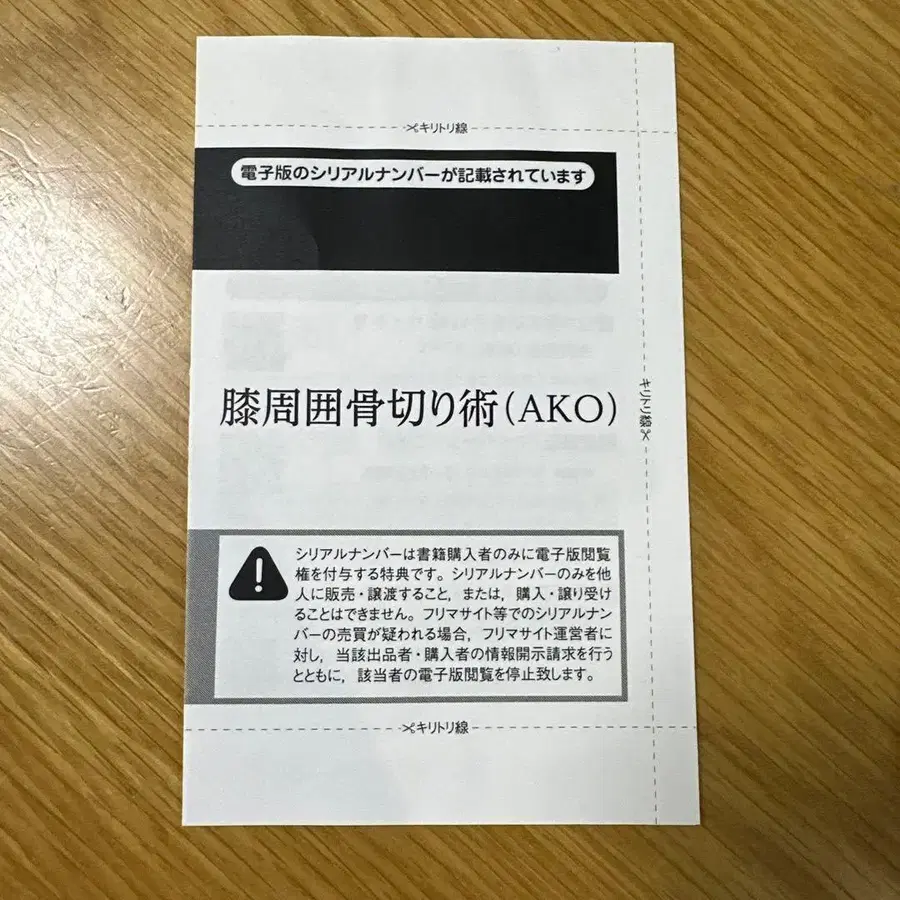 ✂キリトリ線
電子版のシリアルナンバーが記載されています
膝周囲骨切り術(AKO)
キリトリ線✂
シリアルナンバーは書籍購入者のみに電子版閲覧
権を付与する特典です。シリアルナンバーのみを他
人に販売・譲渡すること，または，購入・譲り受け
ることはできません。フリマサイト等でのシリアルナン
バーの売買が疑われる場合，フリマサイト運営者に
対し，当該出品者・購入者の情報開示請求を行う
とともに，該当者の電子版閲覧を停止致します。
✂キリトリ線